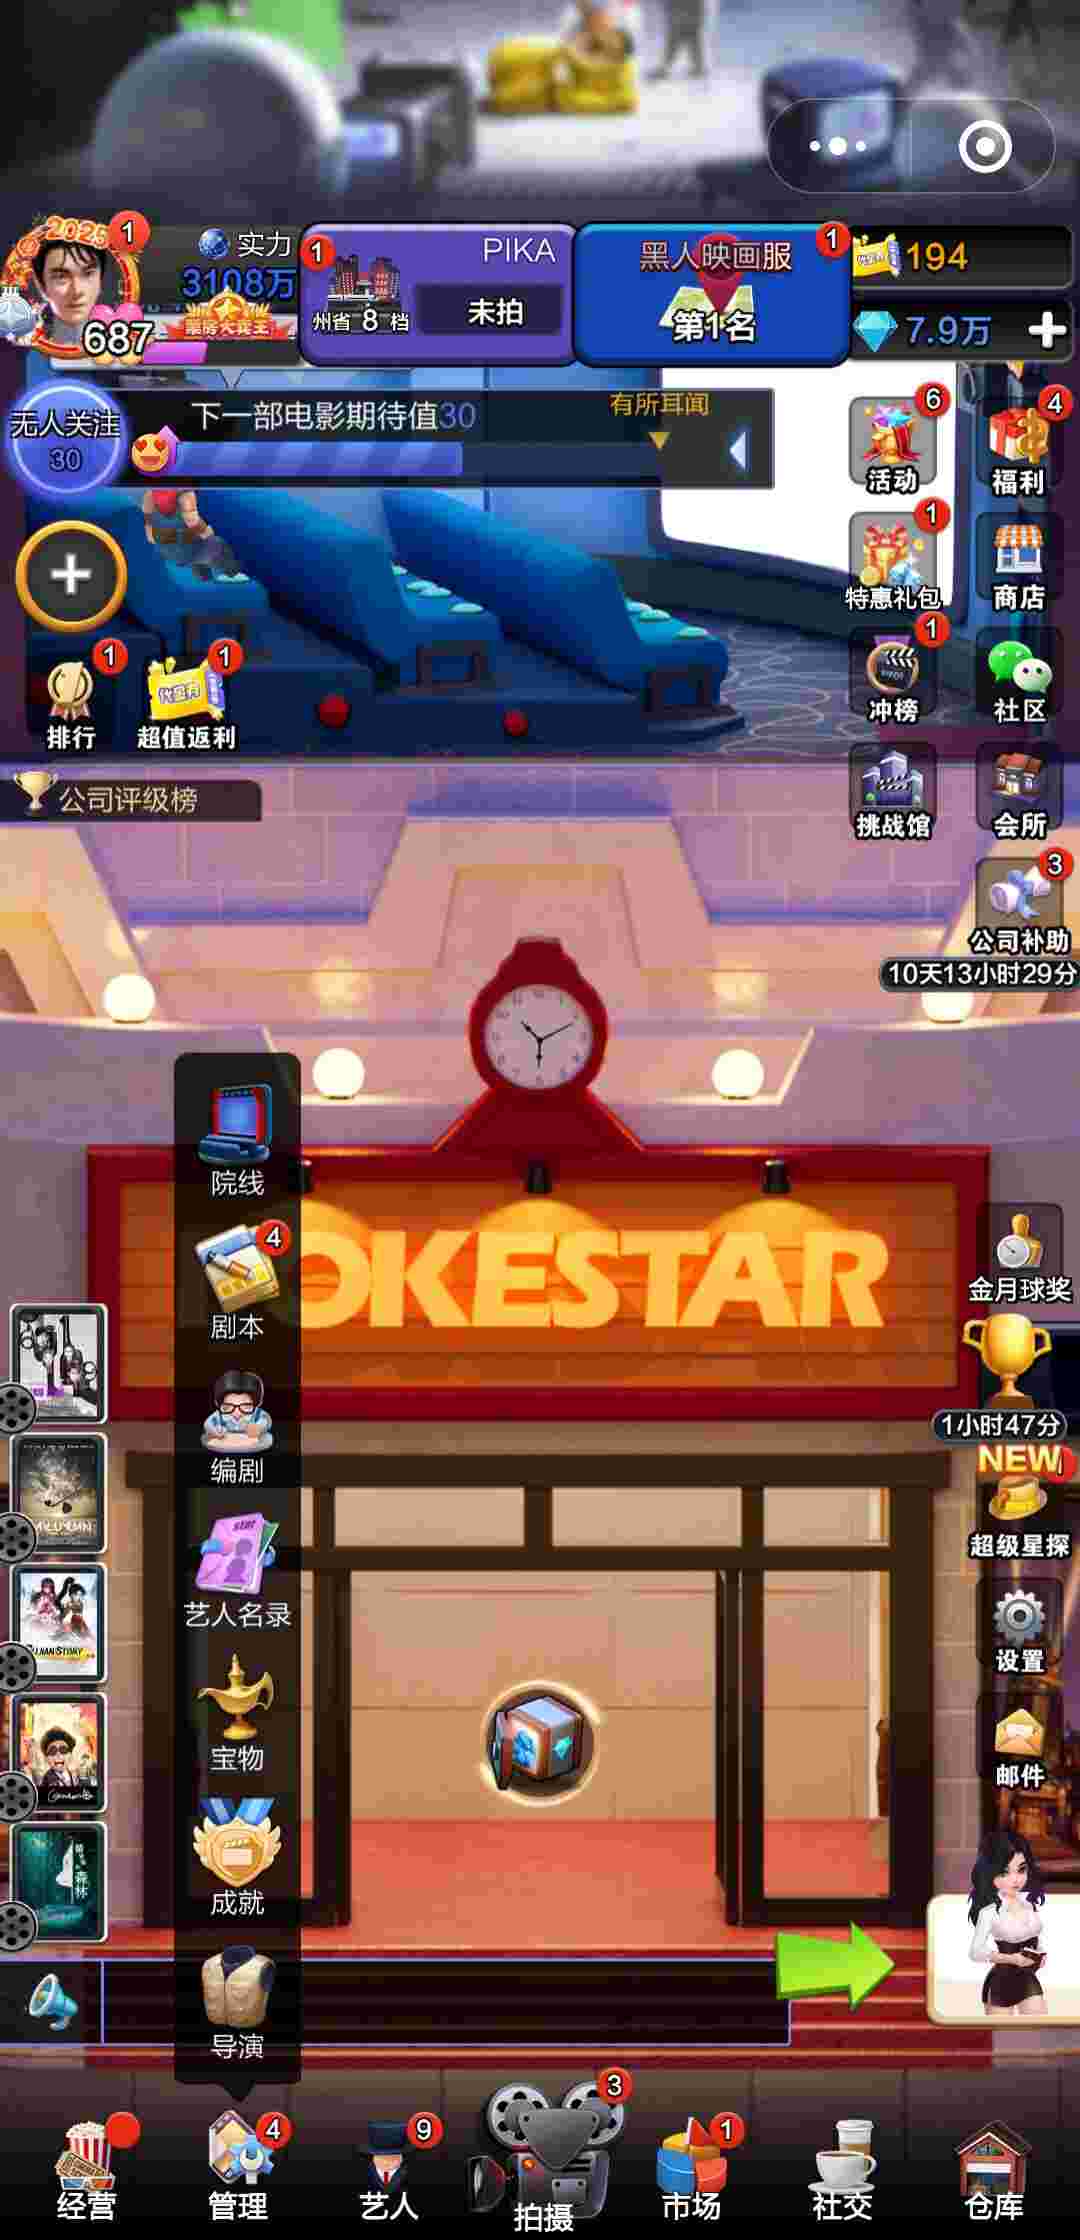 2025
1
实力
3108万
687
票房大竞王
1
PIKA
州省 8 档
未拍
黑人映画服
1
第1名
194
7.9万
无人关注
30
下一部电影期待值30
有所耳闻
6
活动
4
福利
1
特惠礼包
商店
1
冲榜
社区
1
排行
1
超值返利
公司评级榜
挑战馆
会所
3
公司补助
10天13小时29分
院线
4
剧本
OKESTAR
编剧
star
艺人名录
宝物
成就
导演
金月球奖
1小时47分
NEW
超级星探
设置
邮件
森林
经营
4
管理
9
艺人
3
拍摄
1
市场
社交
仓库